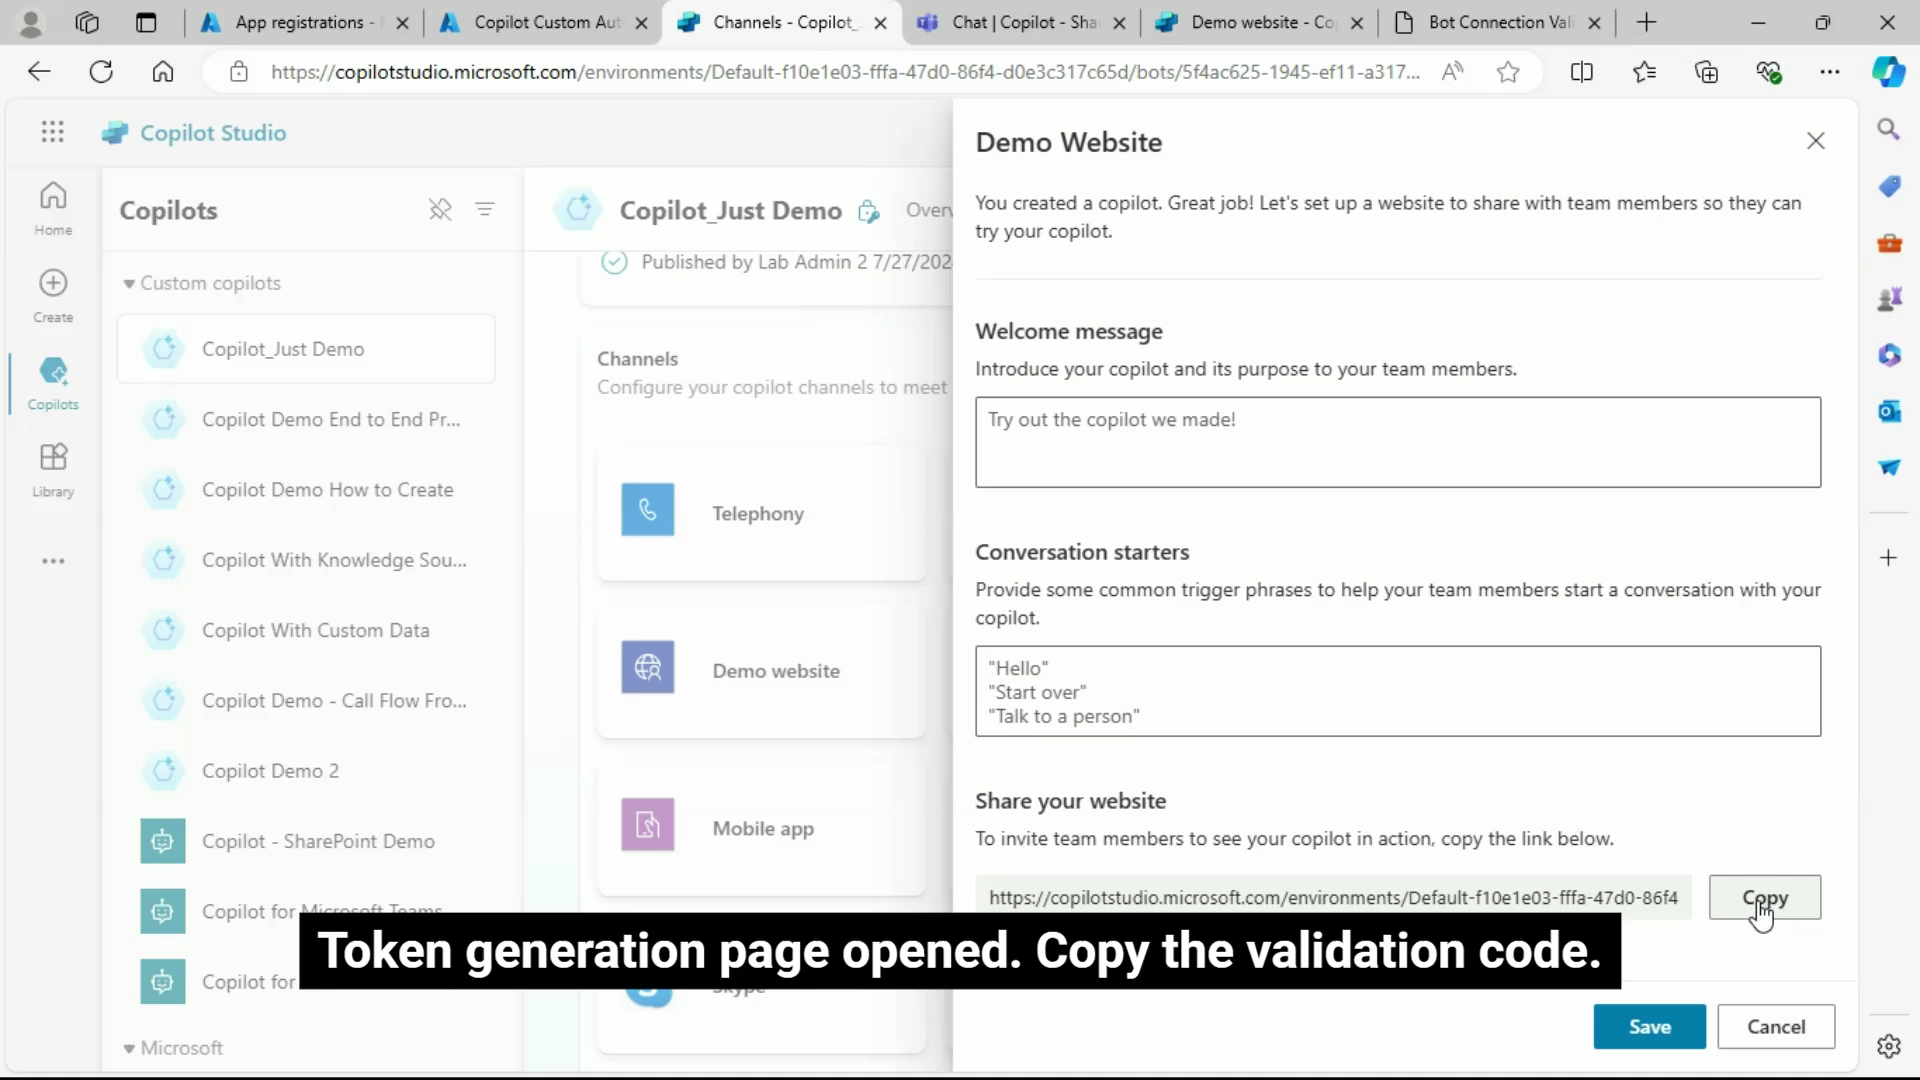 App registrations -
Copilot Custom Aut
Channels - Copilot_
Chat | Copilot - Sha
Demo website - Co
Bot Connection Vali
https://copilotstudio.microsoft.com/environments/Default-f10e1e03-fffa-47d0-86f4-d0e3c317c65d/bots/5f4ac625-1945-ef11-a317...
Copilot Studio
Home
Create
Copilots
Library
Copilots
Custom copilots
Copilot_Just Demo
Copilot Demo End to End Pr...
Copilot Demo How to Create
Copilot With Knowledge Sou...
Copilot With Custom Data
Copilot Demo - Call Flow Fro...
Copilot Demo 2
Copilot - SharePoint Demo
Copilot for Microsoft Teams
Copilot for
Microsoft
Copilot_Just Demo
Overv
Published by Lab Admin 2 7/27/202
Channels
Configure your copilot channels to meet
Telephony
Demo website
Mobile app
Skype
Demo Website
You created a copilot. Great job! Let's set up a website to share with team members so they can
try your copilot.
Welcome message
Introduce your copilot and its purpose to your team members.
Try out the copilot we made!
Conversation starters
Provide some common trigger phrases to help your team members start a conversation with your
copilot.
"Hello"
"Start over"
"Talk to a person"
Share your website
To invite team members to see your copilot in action, copy the link below.
https://copilotstudio.microsoft.com/environments/Default-f10e1e03-fffa-47d0-86f4
Copy
Token generation page opened. Copy the validation code.
Save
Cancel